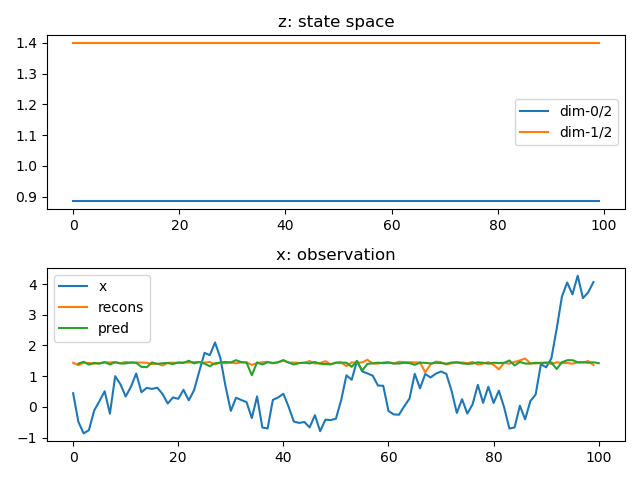 z: state space
1.4
1.3
1.2
1.1
1.0
0.9
dim-0/2
dim-1/2
0 20 40 60 80 100
x: observation
4
3
2
1
0
−1
x
recons
pred
0 20 40 60 80 100